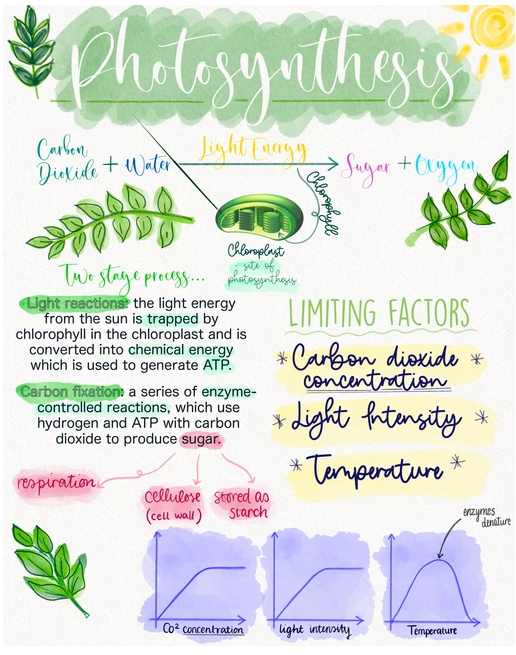 Photosynthesis
Carbon Dioxide + Water Light Energy Sugar + Oxygen
Chlorophyll
Chloroplast
- site of
photosynthesis
Two stage process...
Light reactions: the light energy
from the sun is trapped by
chlorophyll in the chloroplast and is
converted into chemical energy
which is used to generate ATP.
Carbon fixation: a series of enzyme-
controlled reactions, which use
hydrogen and ATP with carbon
dioxide to produce sugar.
respiration
cellulose
(cell wall)
stored as
starch
LIMITING FACTORS
* Carbon dioxide *
concentration
* Light Intensity *
* Temperature *
enzymes
denature
Co² concentration
light intensity
Temperature